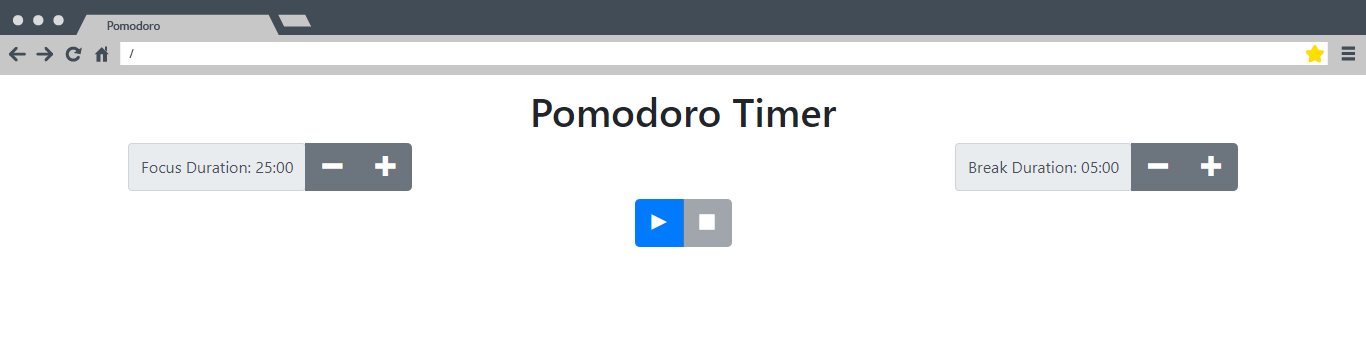 Pomodoro
/
Pomodoro Timer
Focus Duration: 25:00
Break Duration: 05:00